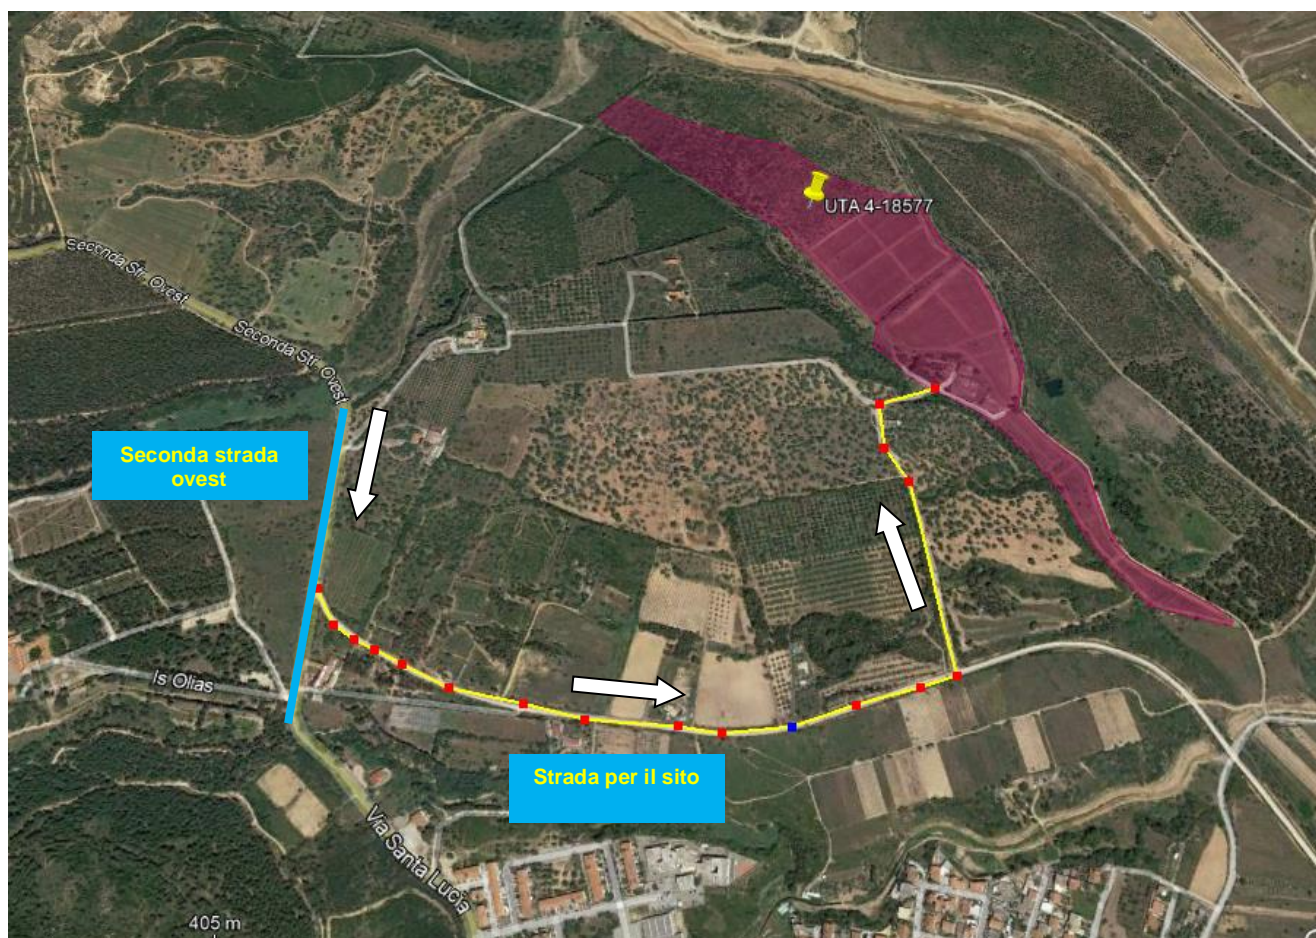 UTA 4-18577
Seconda Str. Ovest
Seconda Str. Ovest
Seconda strada
ovest
Is Olias
Strada per il sito
Via Santa Lucia
405 m